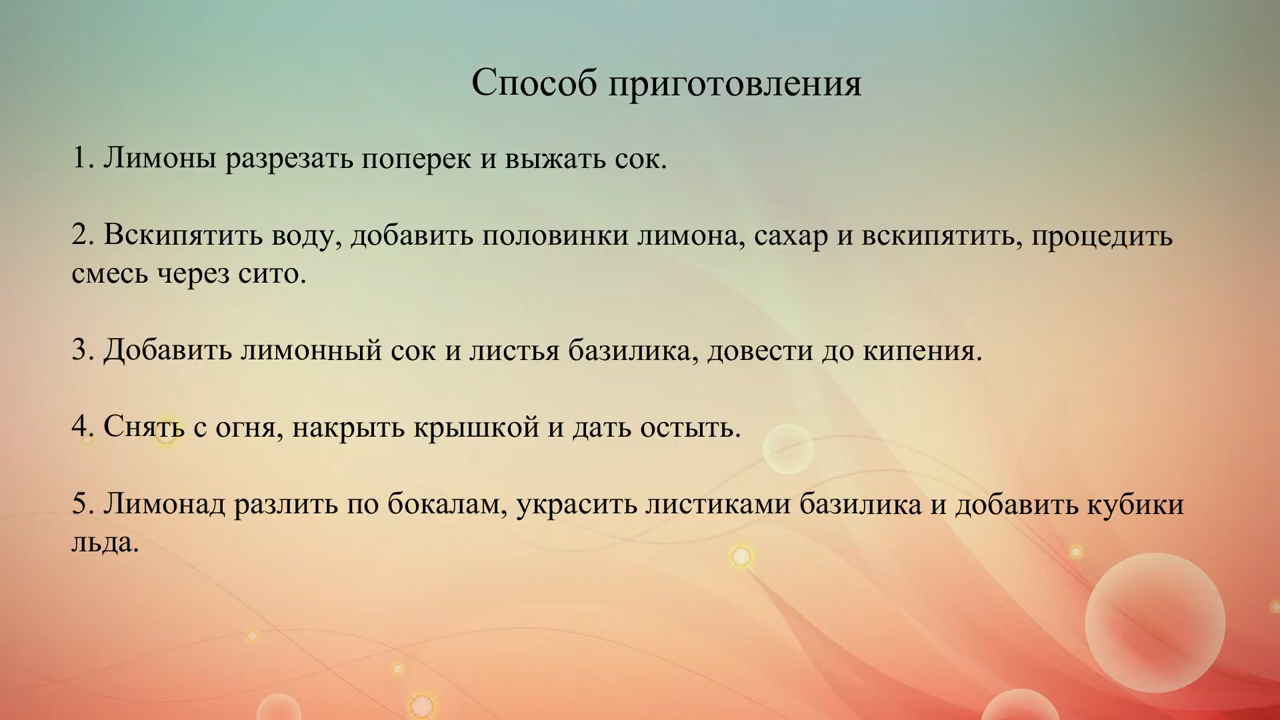 Способ приготовления
1. Лимоны разрезать поперек и выжать сок.
2. Вскипятить воду, добавить половинки лимона, сахар и вскипятить, процедить
смесь через сито.
3. Добавить лимонный сок и листья базилика, довести до кипения.
4. Снять с огня, накрыть крышкой и дать остыть.
5. Лимонад разлить по бокалам, украсить листиками базилика и добавить кубики
льда.